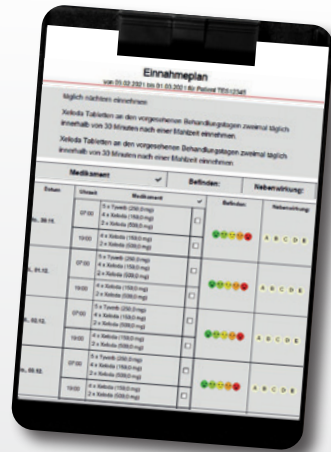 Einnahmeplan
für Patient
täglich nüchtern einnehmen.
Xeloda Tabletten an den vorgesehenen Behandlungstagen zweimal täglich
innerhalb von 30 Minuten nach einer Mahlzeit einnehmen.
Xeloda Tabletten an den vorgesehenen Behandlungstagen zweimal täglich
innerhalb von 30 Minuten nach einer Mahlzeit einnehmen.
Medikament ✓ Befinden: Nebenwirkung:
Datum Uhrzeit Medikament ✓ Befinden: Nebenwirkung:
07:00 5 x Tyverb (250,0 mg)
4 x Xeloda (150,0 mg)
2 x Xeloda (500,0 mg)
19:00 4 x Xeloda (150,0 mg)
2 x Xeloda (500,0 mg)
A B C D E
07:00 5 x Tyverb (250,0 mg)
4 x Xeloda (150,0 mg)
2 x Xeloda (500,0 mg)
19:00 4 x Xeloda (150,0 mg)
2 x Xeloda (500,0 mg)
A B C D E
07:00 5 x Tyverb (250,0 mg)
4 x Xeloda (150,0 mg)
2 x Xeloda (500,0 mg)
19:00 4 x Xeloda (150,0 mg)
2 x Xeloda (500,0 mg)
A B C D E
07:00 5 x Tyverb (250,0 mg)
4 x Xeloda (150,0 mg)
2 x Xeloda (500,0 mg)
19:00 4 x Xeloda (150,0 mg)
2 x Xeloda (500,0 mg)
A B C D E